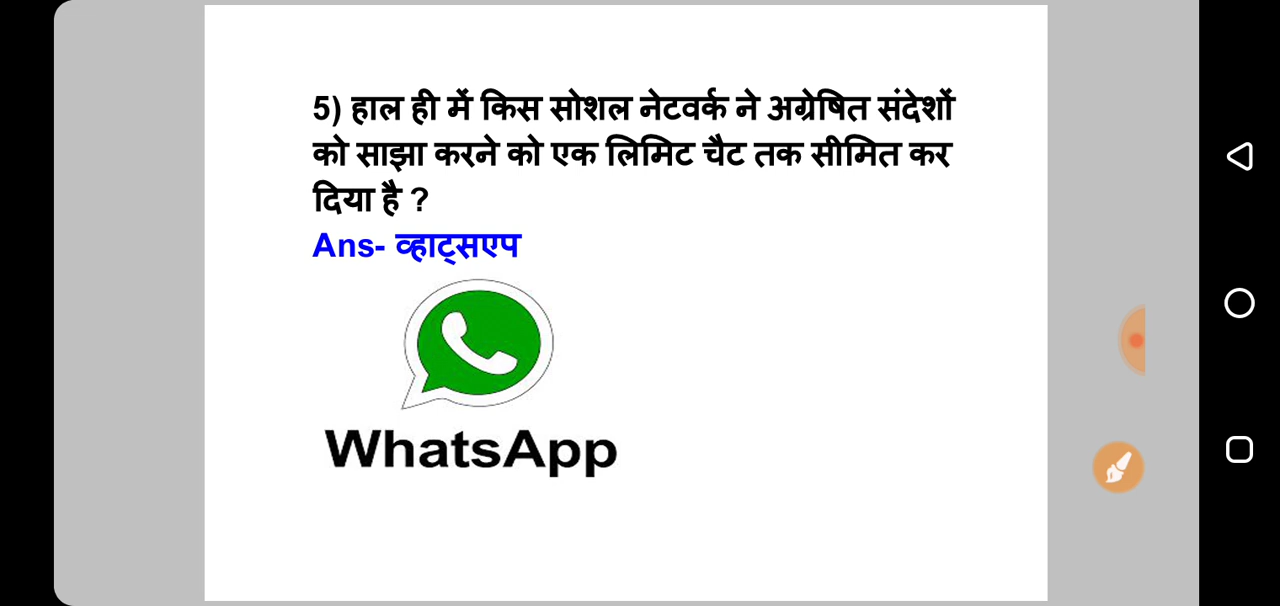 5) हाल ही में किस सोशल नेटवर्क ने अग्रेषित संदेशों
को साझा करने को एक लिमिट चैट तक सीमित कर
दिया है ?
Ans- व्हाट्सएप
WhatsApp